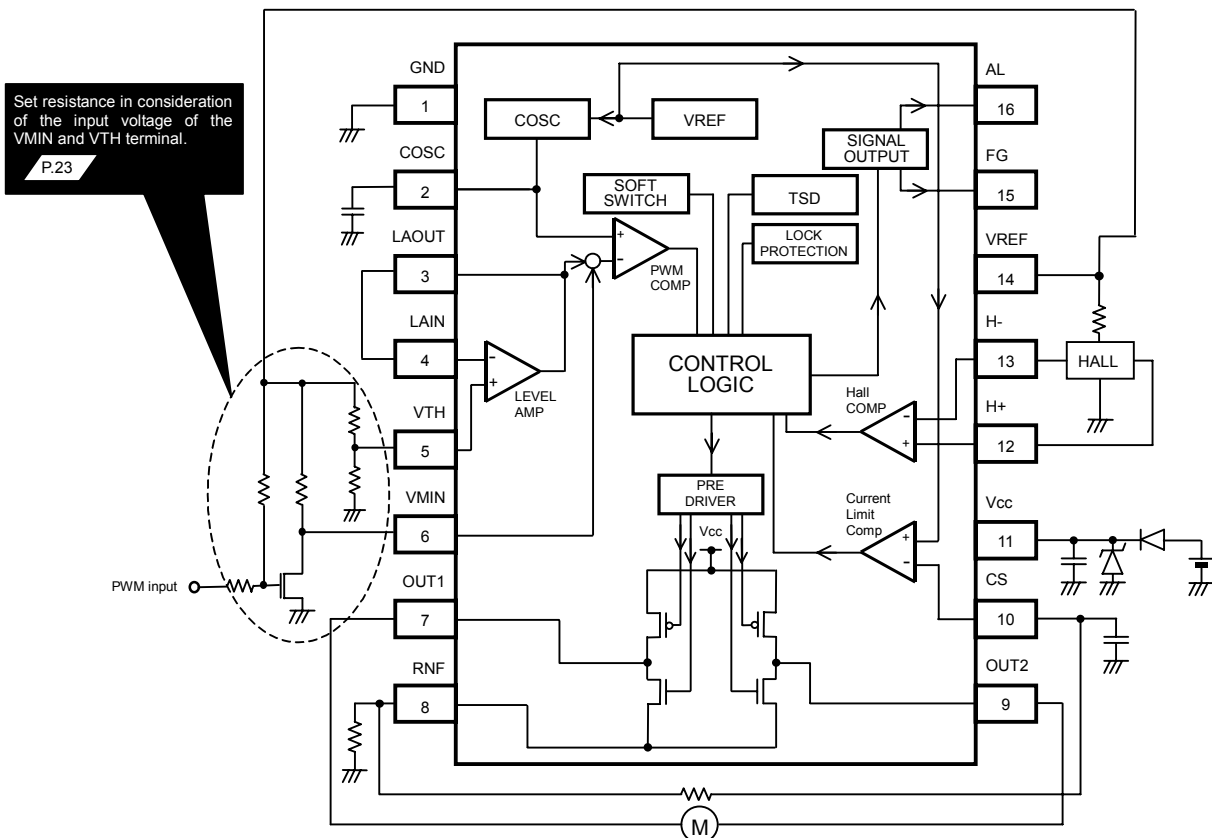 Set resistance in consideration
of the input voltage of the
VMIN and VTH terminal.
P.23
GND
1
COSC
2
LAOUT
3
LAIN
4
VTH
5
VMIN
6
PWM input
OUT1
7
RNF
8
COSC
VREF
SIGNAL
OUTPUT
SOFT
SWITCH
TSD
LOCK
PROTECTION
+
-
PWM
COMP
-
+
LEVEL
AMP
CONTROL
LOGIC
Hall
COMP
-
+
PRE
DRIVER
Vcc
Current
Limit
Comp
+
-
AL
16
FG
15
VREF
14
H-
13
HALL
H+
12
Vcc
11
CS
10
OUT2
9
M